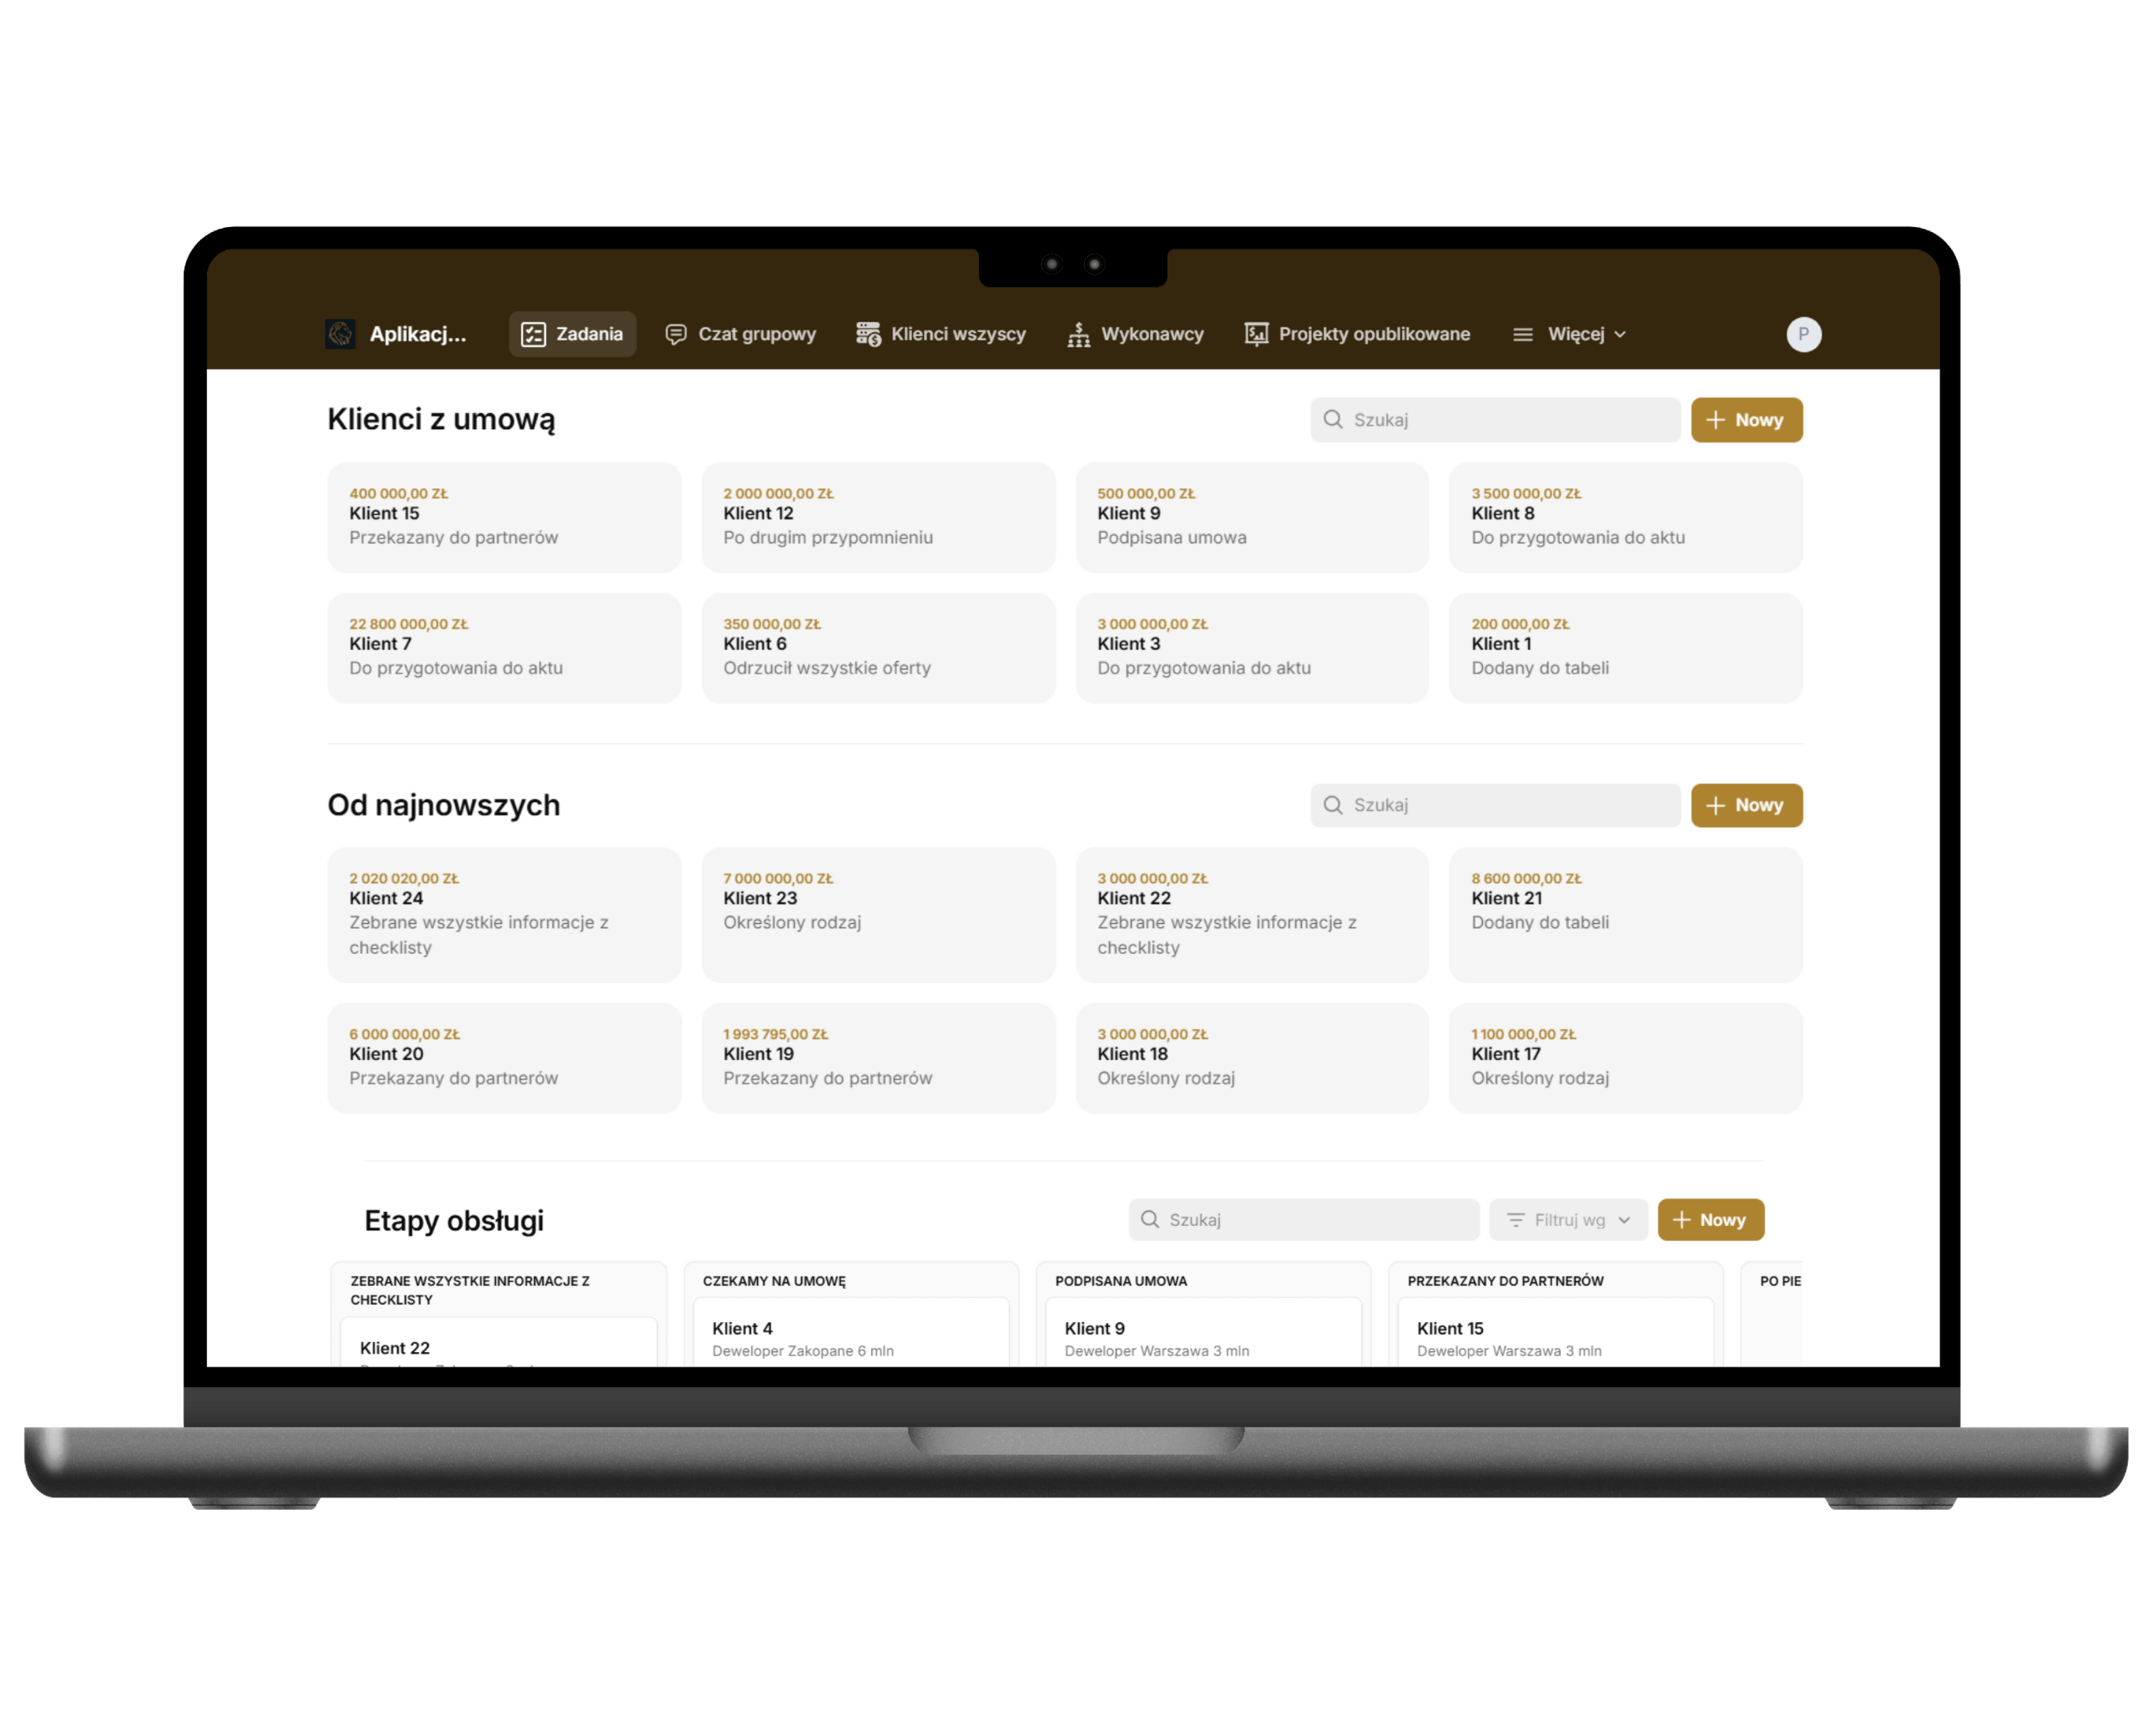 Aplikacj...
Zadania
Czat grupowy
Klienci wszyscy
Wykonawcy
Projekty opublikowane
Więcej
P
Klienci z umową
Szukaj
Nowy
400 000,00 ZŁ
Klient 15
Przekazany do partnerów
2 000 000,00 ZŁ
Klient 12
Po drugim przypomnieniu
500 000,00 ZŁ
Klient 9
Podpisana umowa
3 500 000,00 ZŁ
Klient 8
Do przygotowania do aktu
22 800 000,00 ZŁ
Klient 7
Do przygotowania do aktu
350 000,00 ZŁ
Klient 6
Odrzucił wszystkie oferty
3 000 000,00 ZŁ
Klient 3
Do przygotowania do aktu
200 000,00 ZŁ
Klient 1
Dodany do tabeli
Od najnowszych
Szukaj
Nowy
2 020 020,00 ZŁ
Klient 24
Zebrane wszystkie informacje z
checklisty
7 000 000,00 ZŁ
Klient 23
Określony rodzaj
3 000 000,00 ZŁ
Klient 22
Zebrane wszystkie informacje z
checklisty
8 600 000,00 ZŁ
Klient 21
Dodany do tabeli
6 000 000,00 ZŁ
Klient 20
Przekazany do partnerów
1 993 795,00 ZŁ
Klient 19
Przekazany do partnerów
3 000 000,00 ZŁ
Klient 18
Określony rodzaj
1 100 000,00 ZŁ
Klient 17
Określony rodzaj
Etapy obsługi
Szukaj
Filtruj wg
Nowy
ZEBRANE WSZYSTKIE INFORMACJE Z
CHECKLISTY
Klient 22
CZEKAMY NA UMOWĘ
Klient 4
Deweloper Zakopane 6 mln
PODPISANA UMOWA
Klient 9
Deweloper Warszawa 3 mln
PRZEKAZANY DO PARTNERÓW
Klient 15
Deweloper Warszawa 3 mln
PO PIE